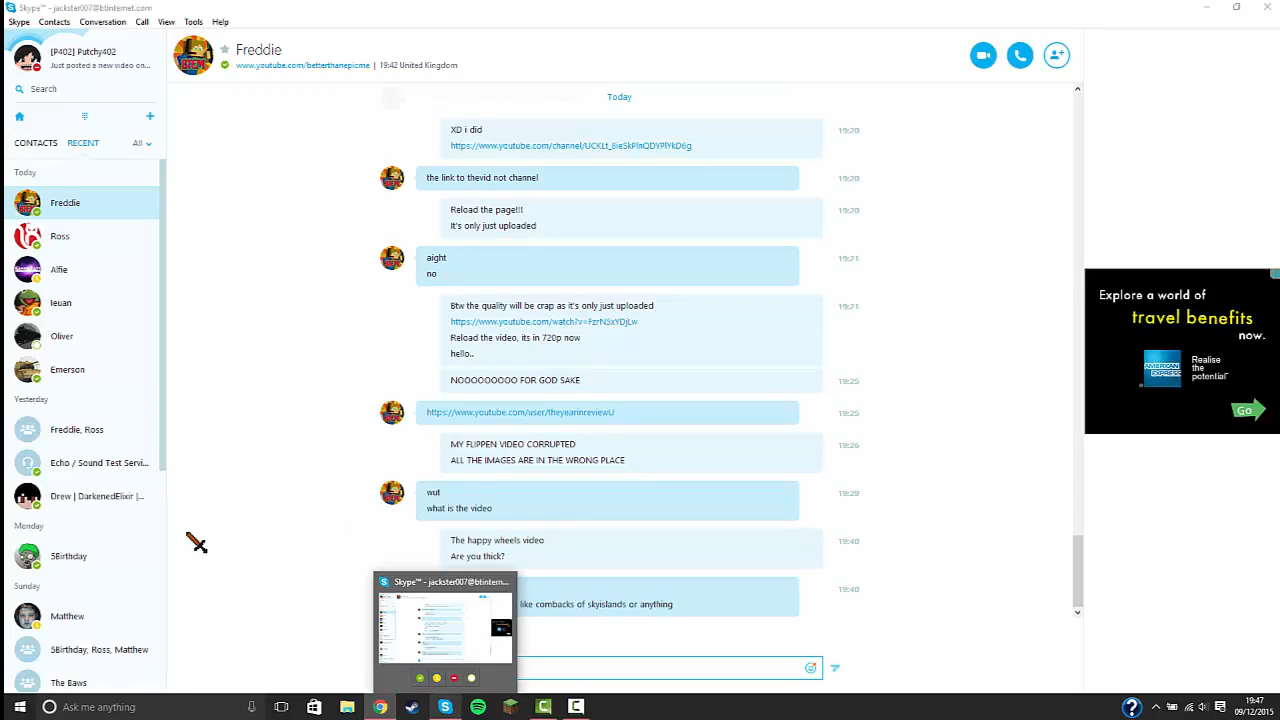 Skype™ - jackster007@btinternet.com
Skype Contacts Conversation Call View Tools Help
[P402] Putchy402
Just posted a new video on...
Search
CONTACTS RECENT All
Today
Freddie
Ross
Alfie
Ieuan
Oliver
Emerson
Yesterday
Freddie, Ross
Echo / Sound Test Servi...
Drew | DarkenedElixir |...
Monday
5Birthday
Sunday
Matthew
5Birthday, Ross, Matthew
The Baws
Freddie
www.youtube.com/betterthanepicme | 19:42 United Kingdom
Today
XD i did 19:20
the link to thevid not channel 19:20
Reload the page!!! 19:20
It's only just uploaded
aight 19:21
no
Btw the quality will be crap as it's only just uploaded 19:21
Reload the video, its in 720p now
hello..
NOOOOOOOOO FOR GOD SAKE 19:25
https://www.youtube.com/user/theyearinreviewU 19:25
MY FLIPPEN VIDEO CORRUPTED 19:26
ALL THE IMAGES ARE IN THE WRONG PLACE
wut 19:29
what is the video
The happy wheels video 19:40
Are you thick?
19:40
like combacks of skyislands or anything
Skype™ - jackster007@btintern...
Explore a world of
travel benefits
now.
AMERICAN EXPRESS
Realise
the
potential™
Go
Ask me anything
19:47
09/12/2015